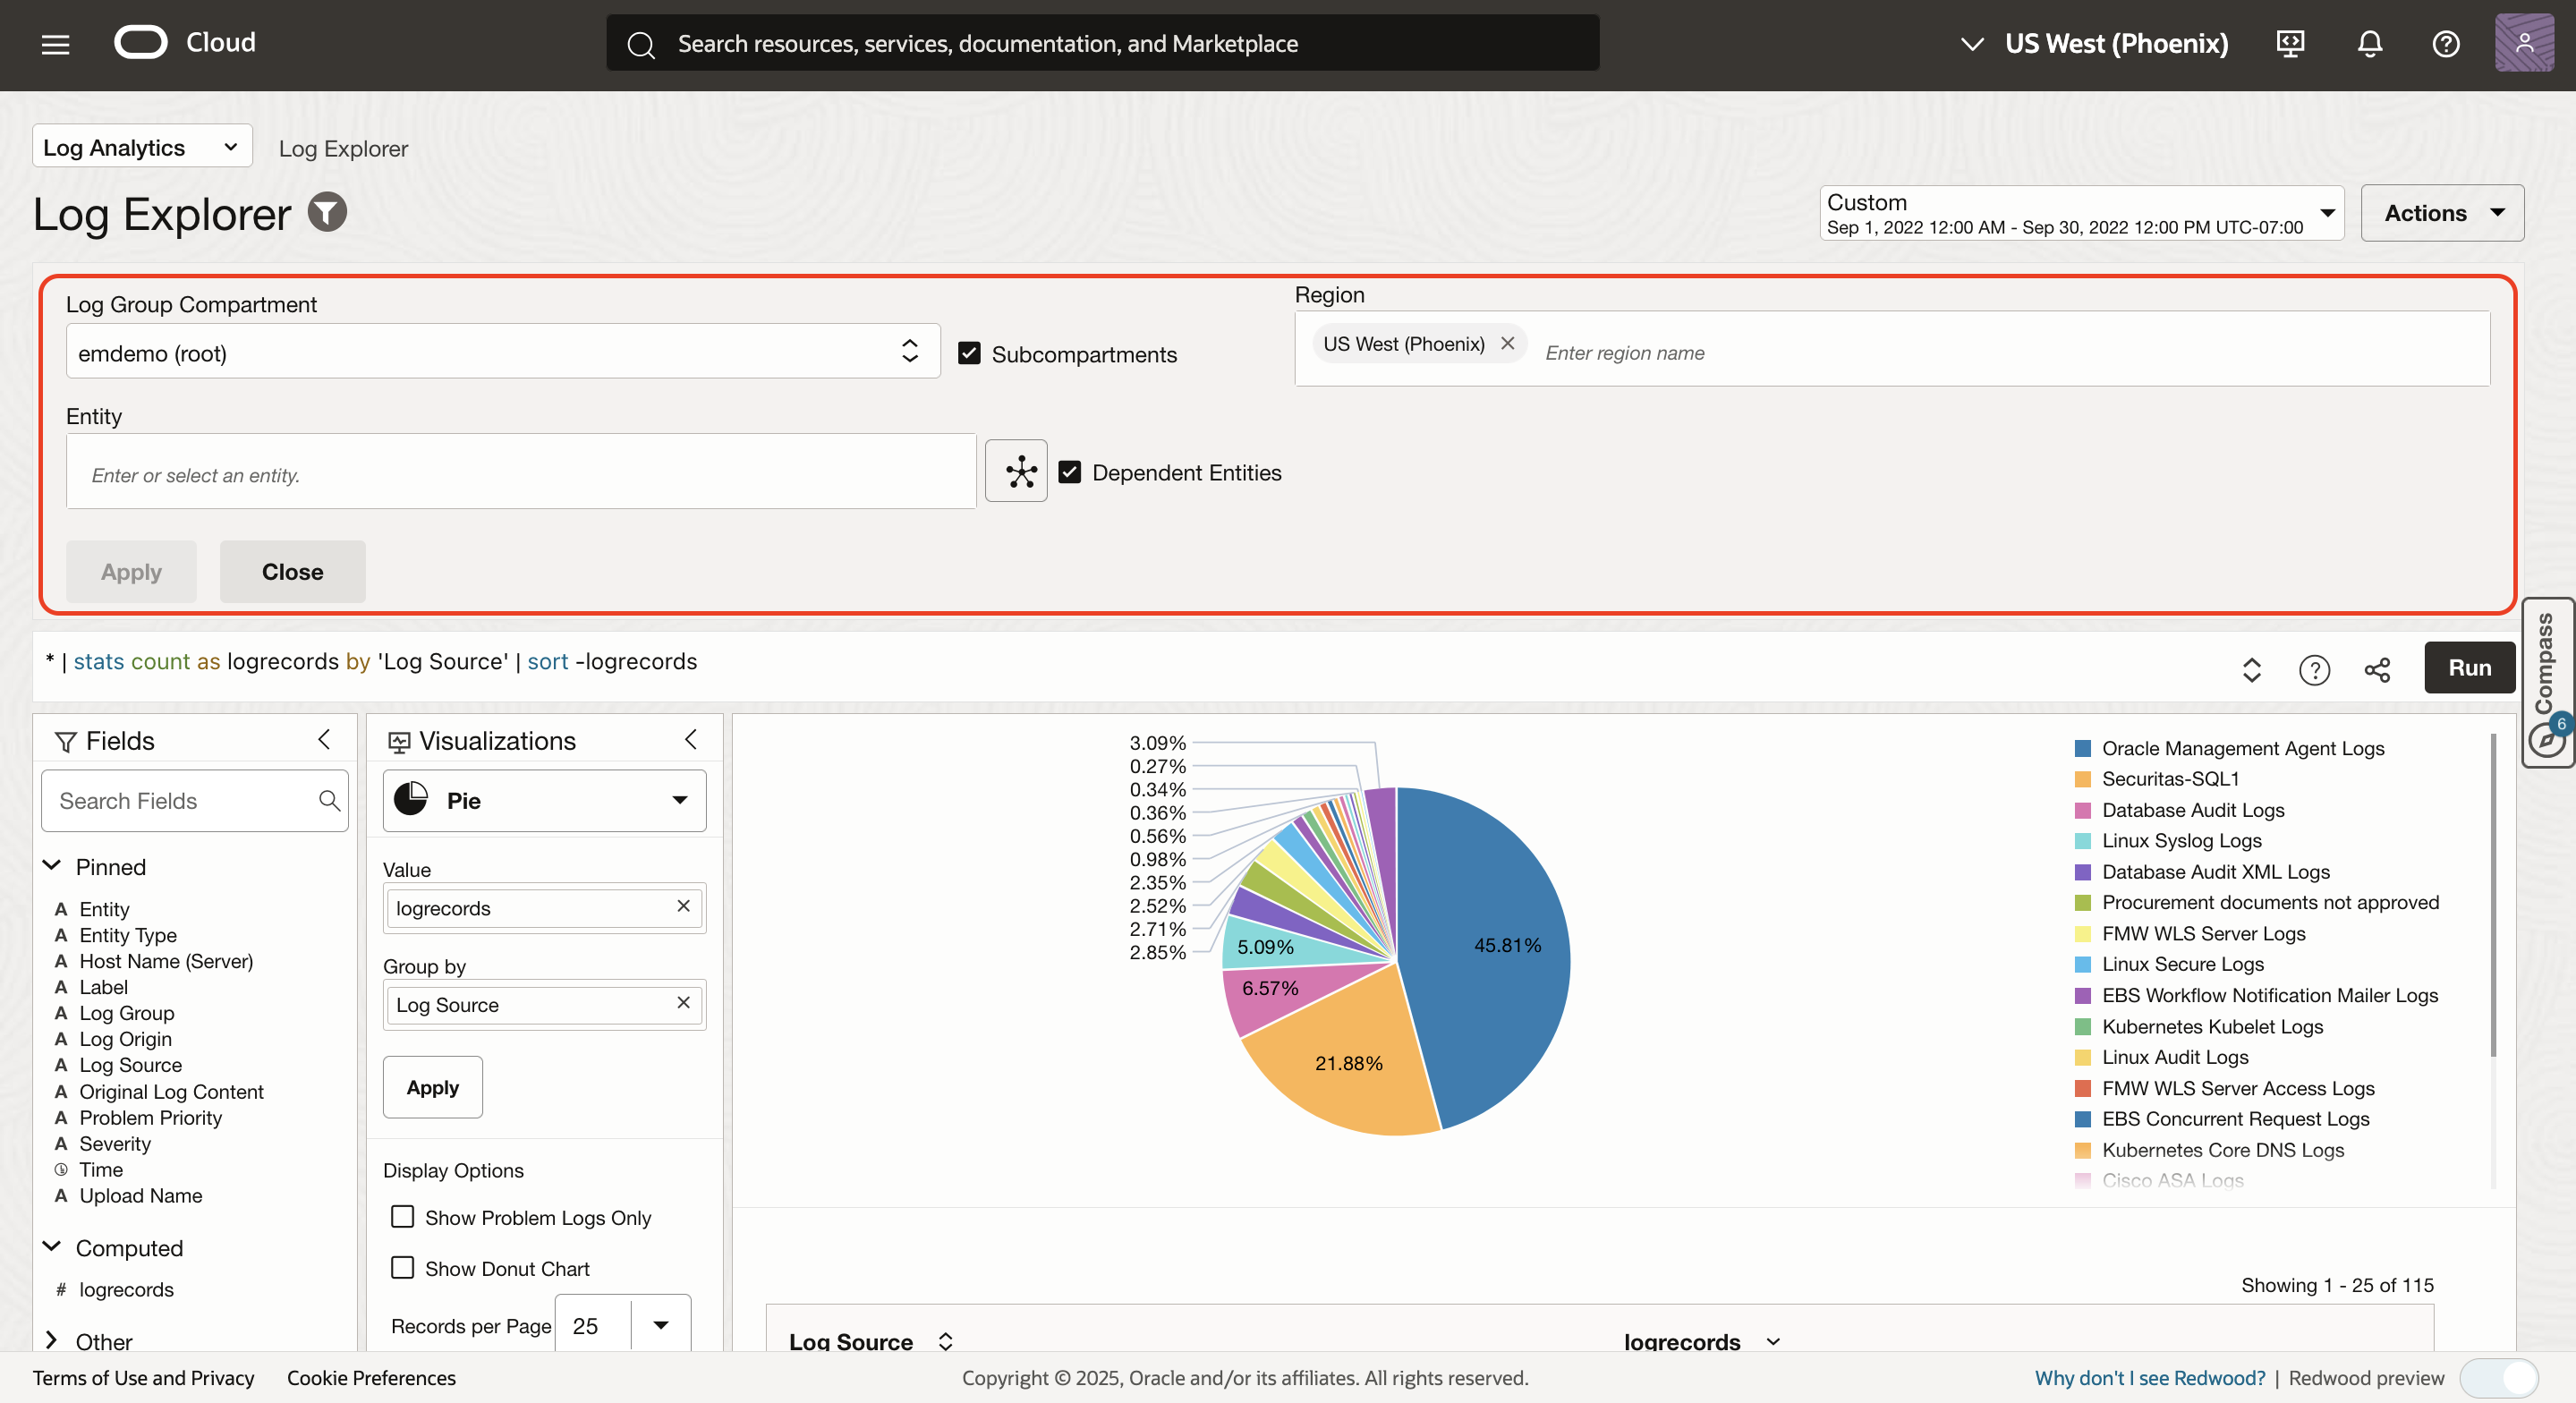 Cloud
Search resources, services, documentation, and Marketplace
US West (Phoenix)
Log Analytics
Log Explorer
Log Explorer
Custom
Sep 1, 2022 12:00 AM - Sep 30, 2022 12:00 PM UTC-07:00
Actions
Log Group Compartment
emdemo (root)
Subcompartments
Region
US West (Phoenix)
Enter region name
Entity
Enter or select an entity.
Dependent Entities
Apply
Close
Compass
6
* | stats count as logrecords by 'Log Source' | sort -logrecords
Run
Fields
Search Fields
Pinned
A Entity
A Entity Type
A Host Name (Server)
A Label
A Log Group
A Log Origin
A Log Source
A Original Log Content
A Problem Priority
A Severity
Time
A Upload Name
Computed
# logrecords
Other
Visualizations
Pie
Value
logrecords
Group by
Log Source
Apply
Display Options
Show Problem Logs Only
Show Donut Chart
Records per Page 25
3.09%
0.27%
0.34%
0.36%
0.56%
0.98%
2.35%
2.52%
2.71%
2.85%
5.09%
6.57%
21.88%
45.81%
Oracle Management Agent Logs
Securitas-SQL1
Database Audit Logs
Linux Syslog Logs
Database Audit XML Logs
Procurement documents not approved
FMW WLS Server Logs
Linux Secure Logs
EBS Workflow Notification Mailer Logs
Kubernetes Kubelet Logs
Linux Audit Logs
FMW WLS Server Access Logs
EBS Concurrent Request Logs
Kubernetes Core DNS Logs
Cisco ASA Logs
Showing 1 - 25 of 115
Log Source
logrecords
Terms of Use and Privacy
Cookie Preferences
Copyright © 2025, Oracle and/or its affiliates. All rights reserved.
Why don't I see Redwood? | Redwood preview